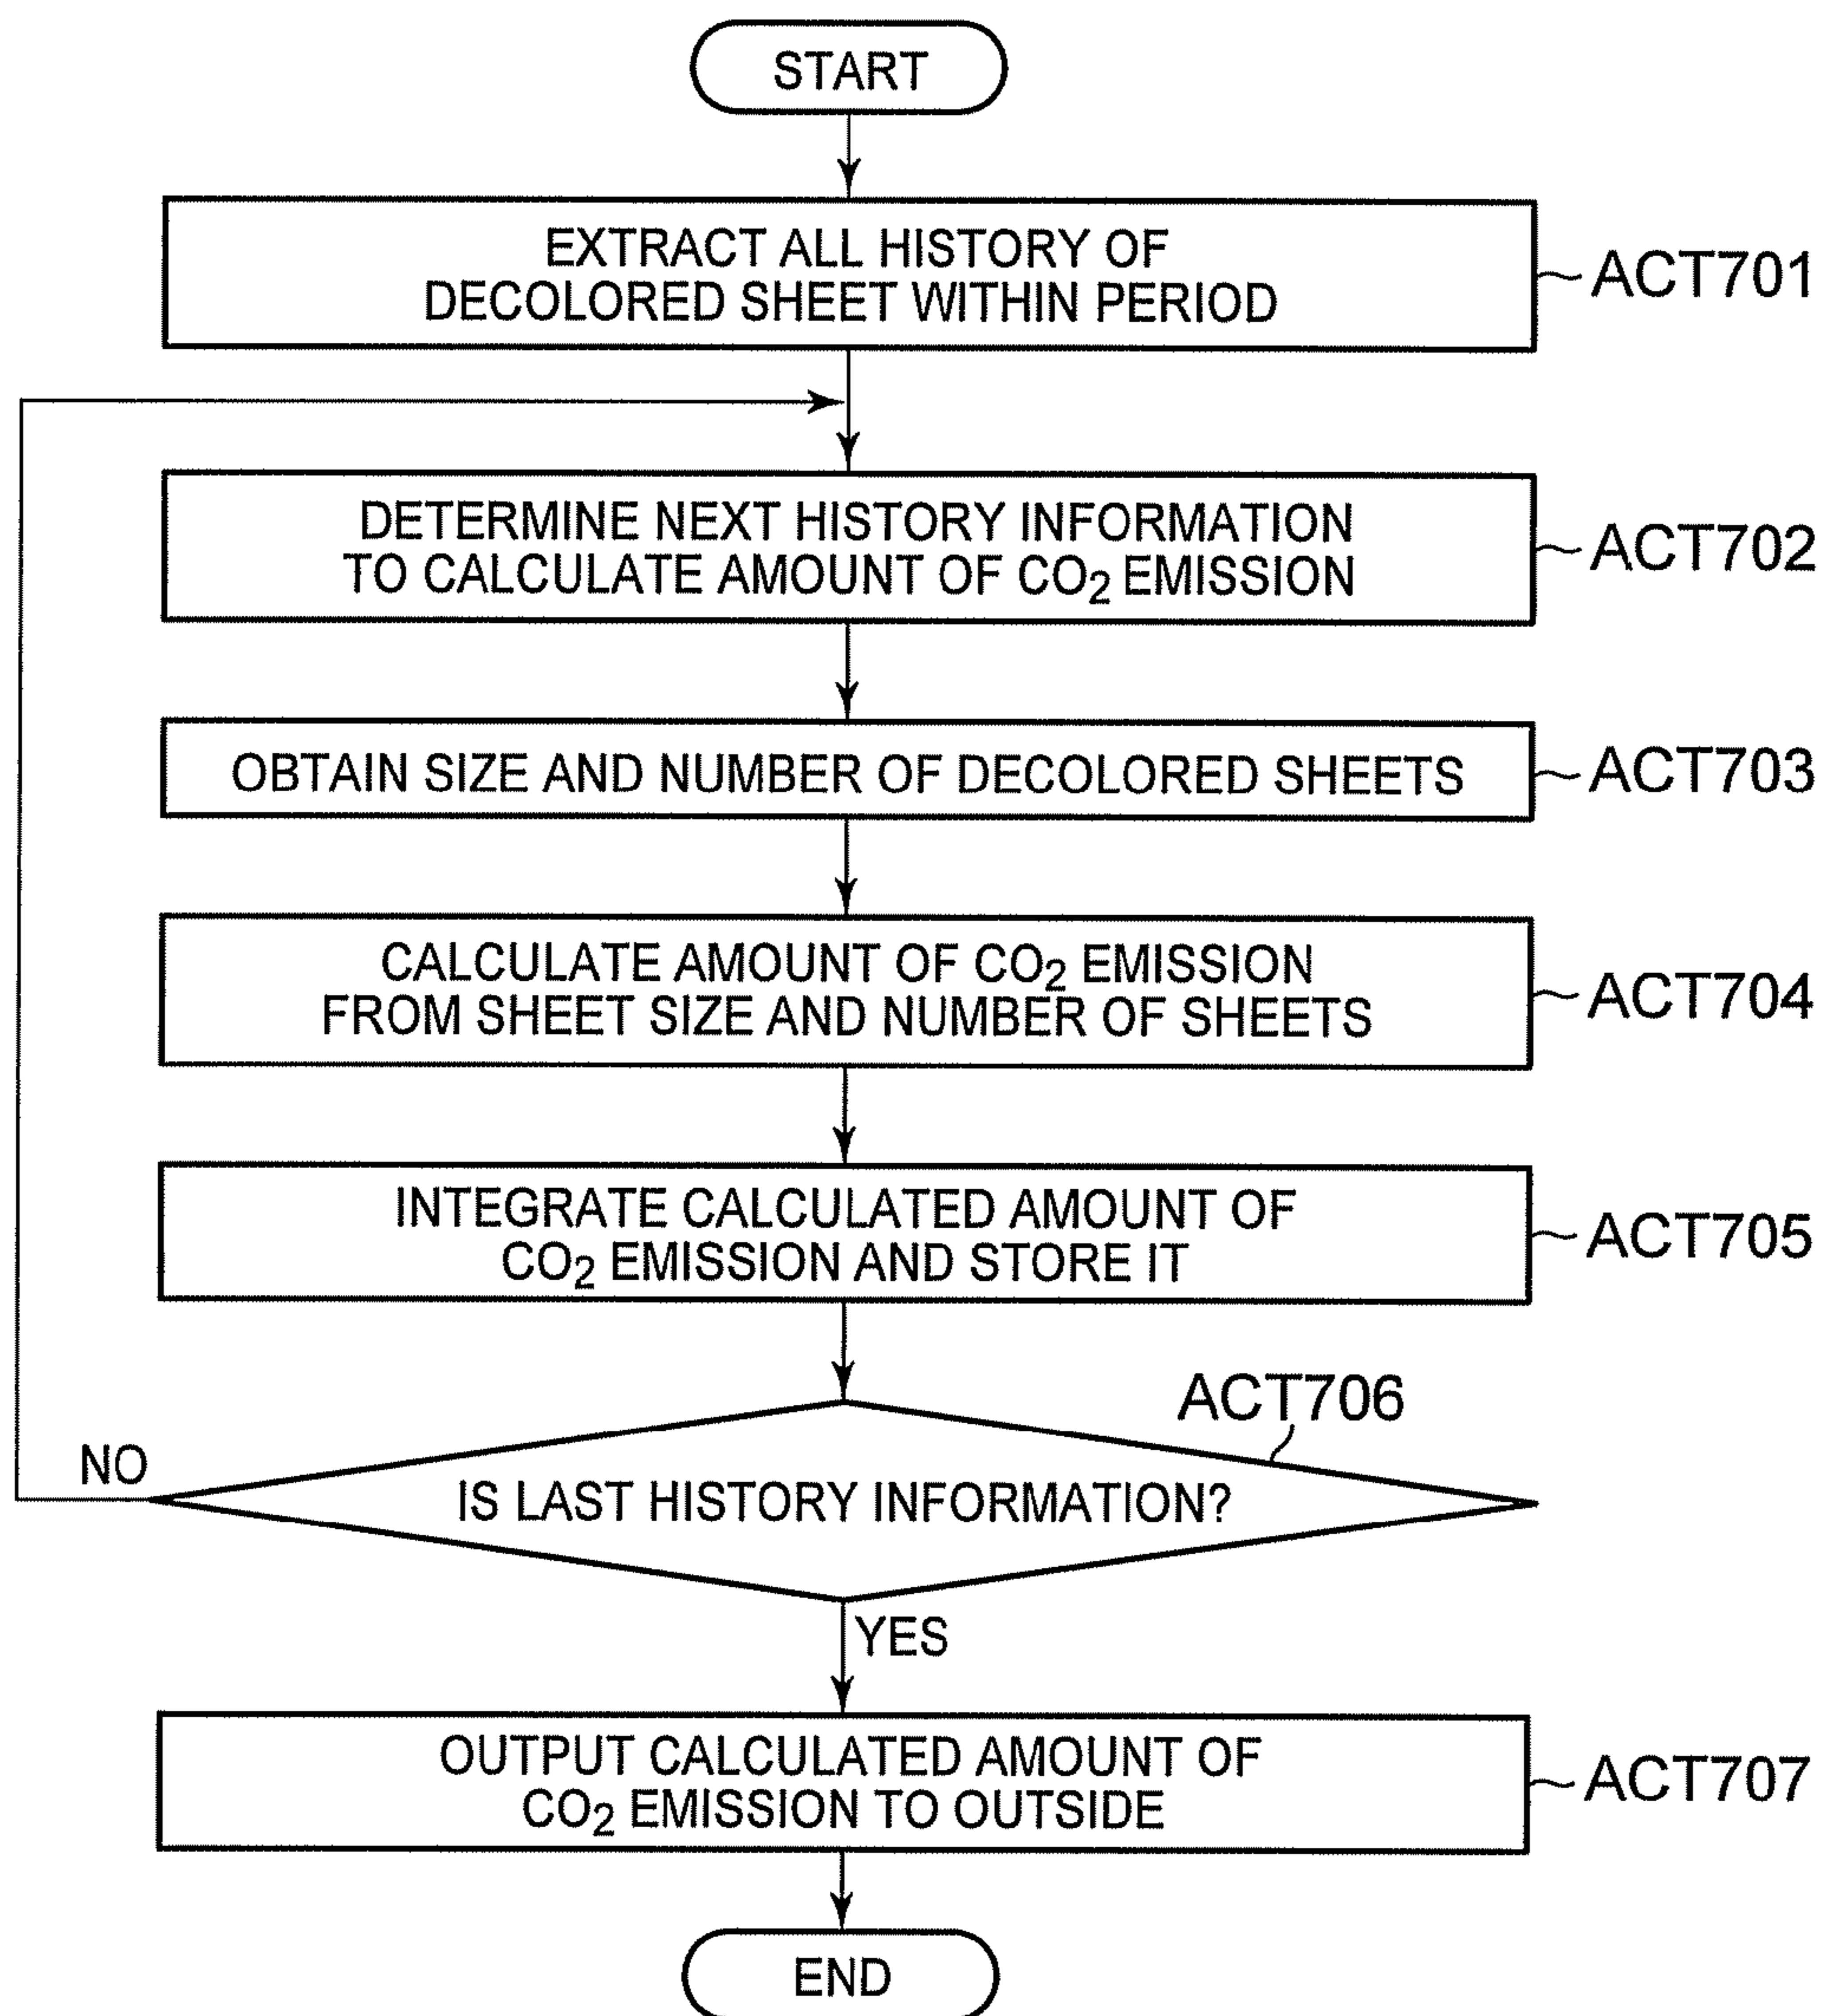 START
EXTRACT ALL HISTORY OF
DECOLORED SHEET WITHIN PERIOD
ACT701
DETERMINE NEXT HISTORY INFORMATION
TO CALCULATE AMOUNT OF CO₂ EMISSION
ACT702
OBTAIN SIZE AND NUMBER OF DECOLORED SHEETS
ACT703
CALCULATE AMOUNT OF CO₂ EMISSION
FROM SHEET SIZE AND NUMBER OF SHEETS
ACT704
INTEGRATE CALCULATED AMOUNT OF
CO₂ EMISSION AND STORE IT
ACT705
ACT706
NO
IS LAST HISTORY INFORMATION?
YES
OUTPUT CALCULATED AMOUNT OF
CO₂ EMISSION TO OUTSIDE
ACT707
END